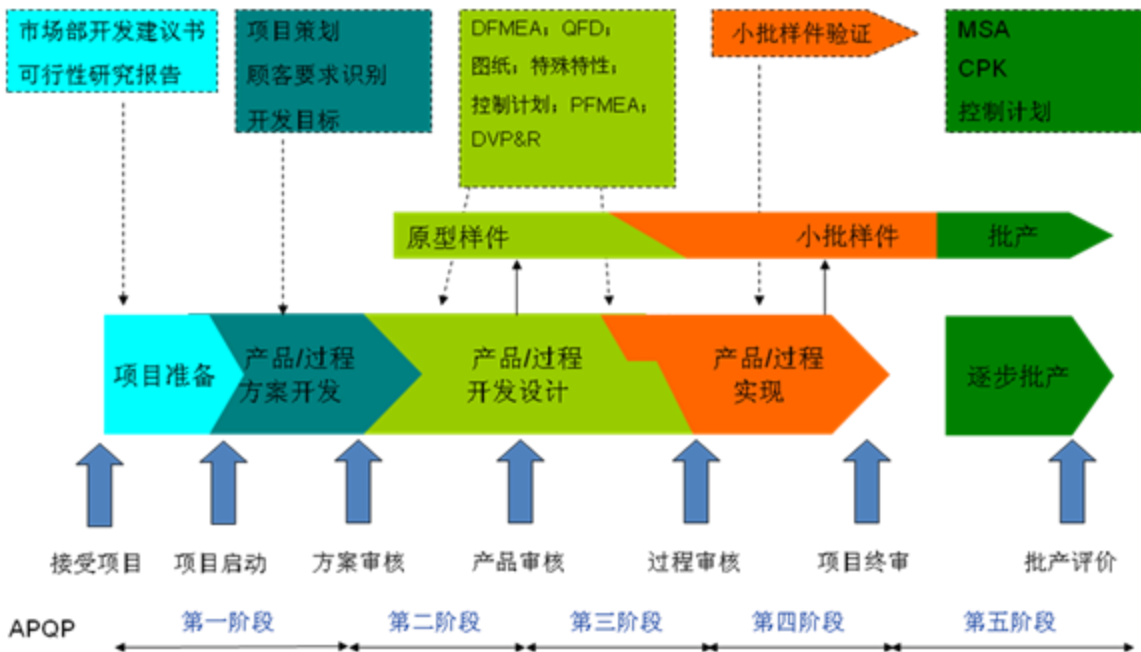 市场部开发建议书
可行性研究报告
项目策划
顾客要求识别
开发目标
DFMEA；QFD；
图纸；特殊特性；
控制计划；PFMEA；
DVP&R
小批样件验证
MSA
CPK
控制计划
原型样件
小批样件
批产
项目准备
产品/过程
方案开发
产品/过程
开发设计
产品/过程
实现
逐步批产
接受项目
项目启动
方案审核
产品审核
过程审核
项目终审
批产评价
APQP
第一阶段
第二阶段
第三阶段
第四阶段
第五阶段